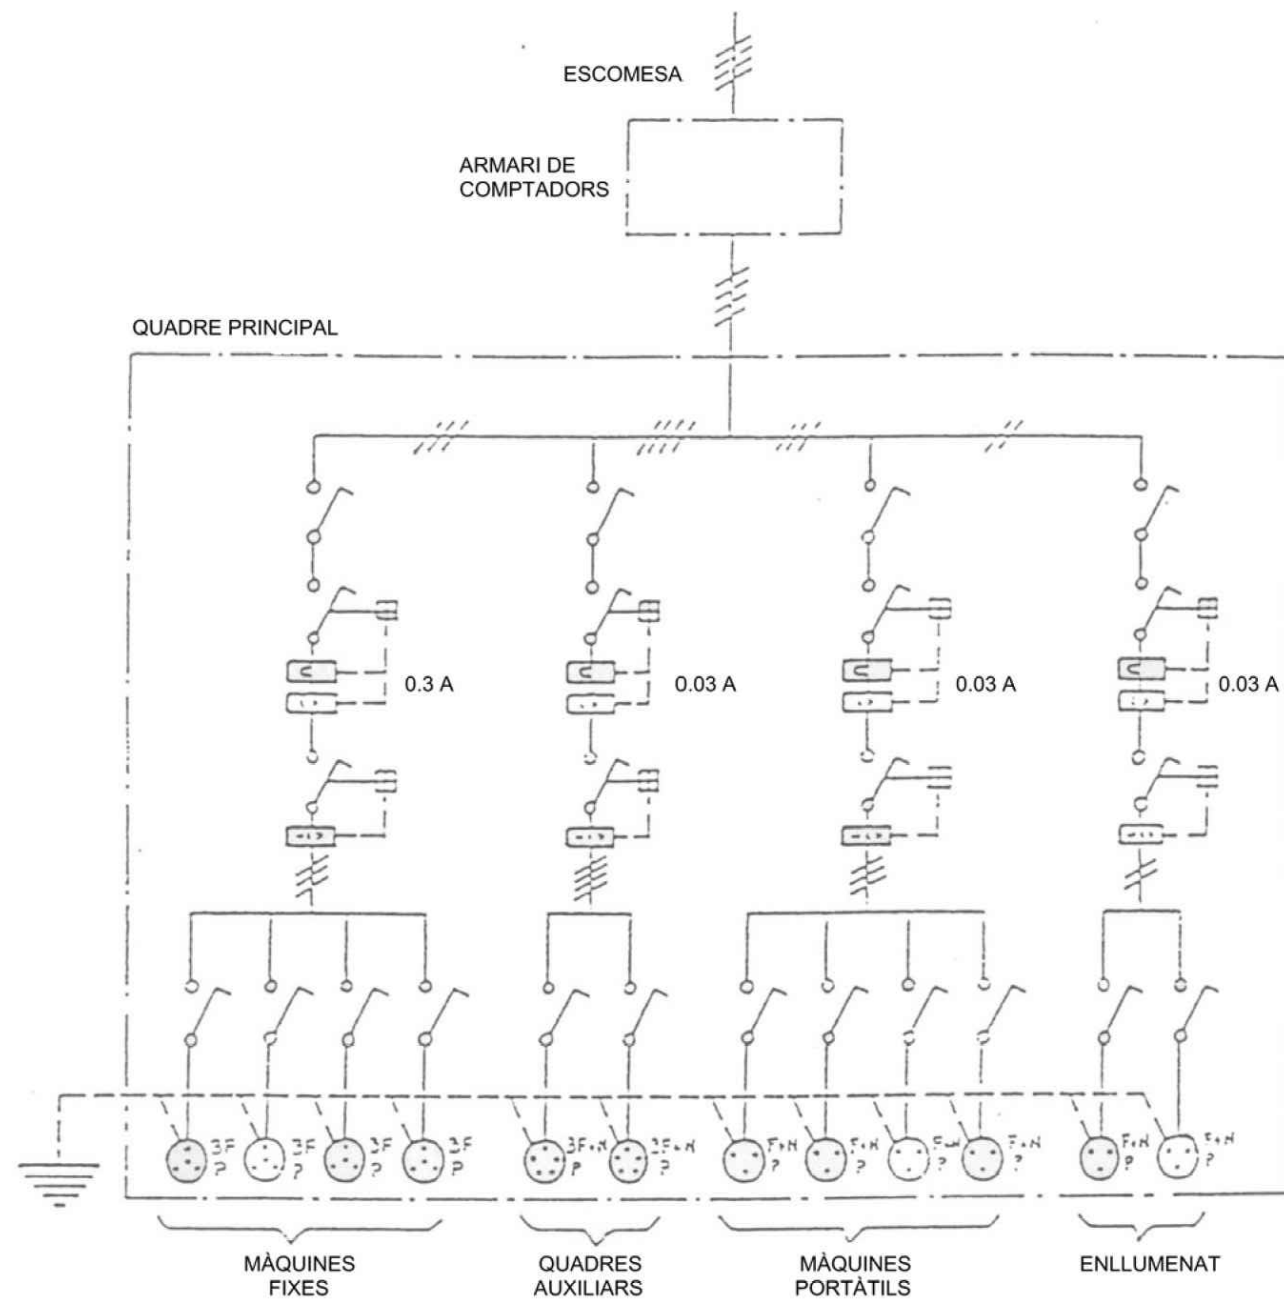 ESCOMESA
ARMARI DE
COMPTADORS
QUADRE PRINCIPAL
0.3 A
0.03 A
0.03 A
0.03 A
3F
?
3F
?
3F
?
3F
?
3F+N
?
3F+N
?
F+N
?
F+N
?
F+N
?
F+N
?
F+N
?
F+N
?
MÀQUINES
FIXES
QUADRES
AUXILIARS
MÀQUINES
PORTÀTILS
ENLLUMENAT